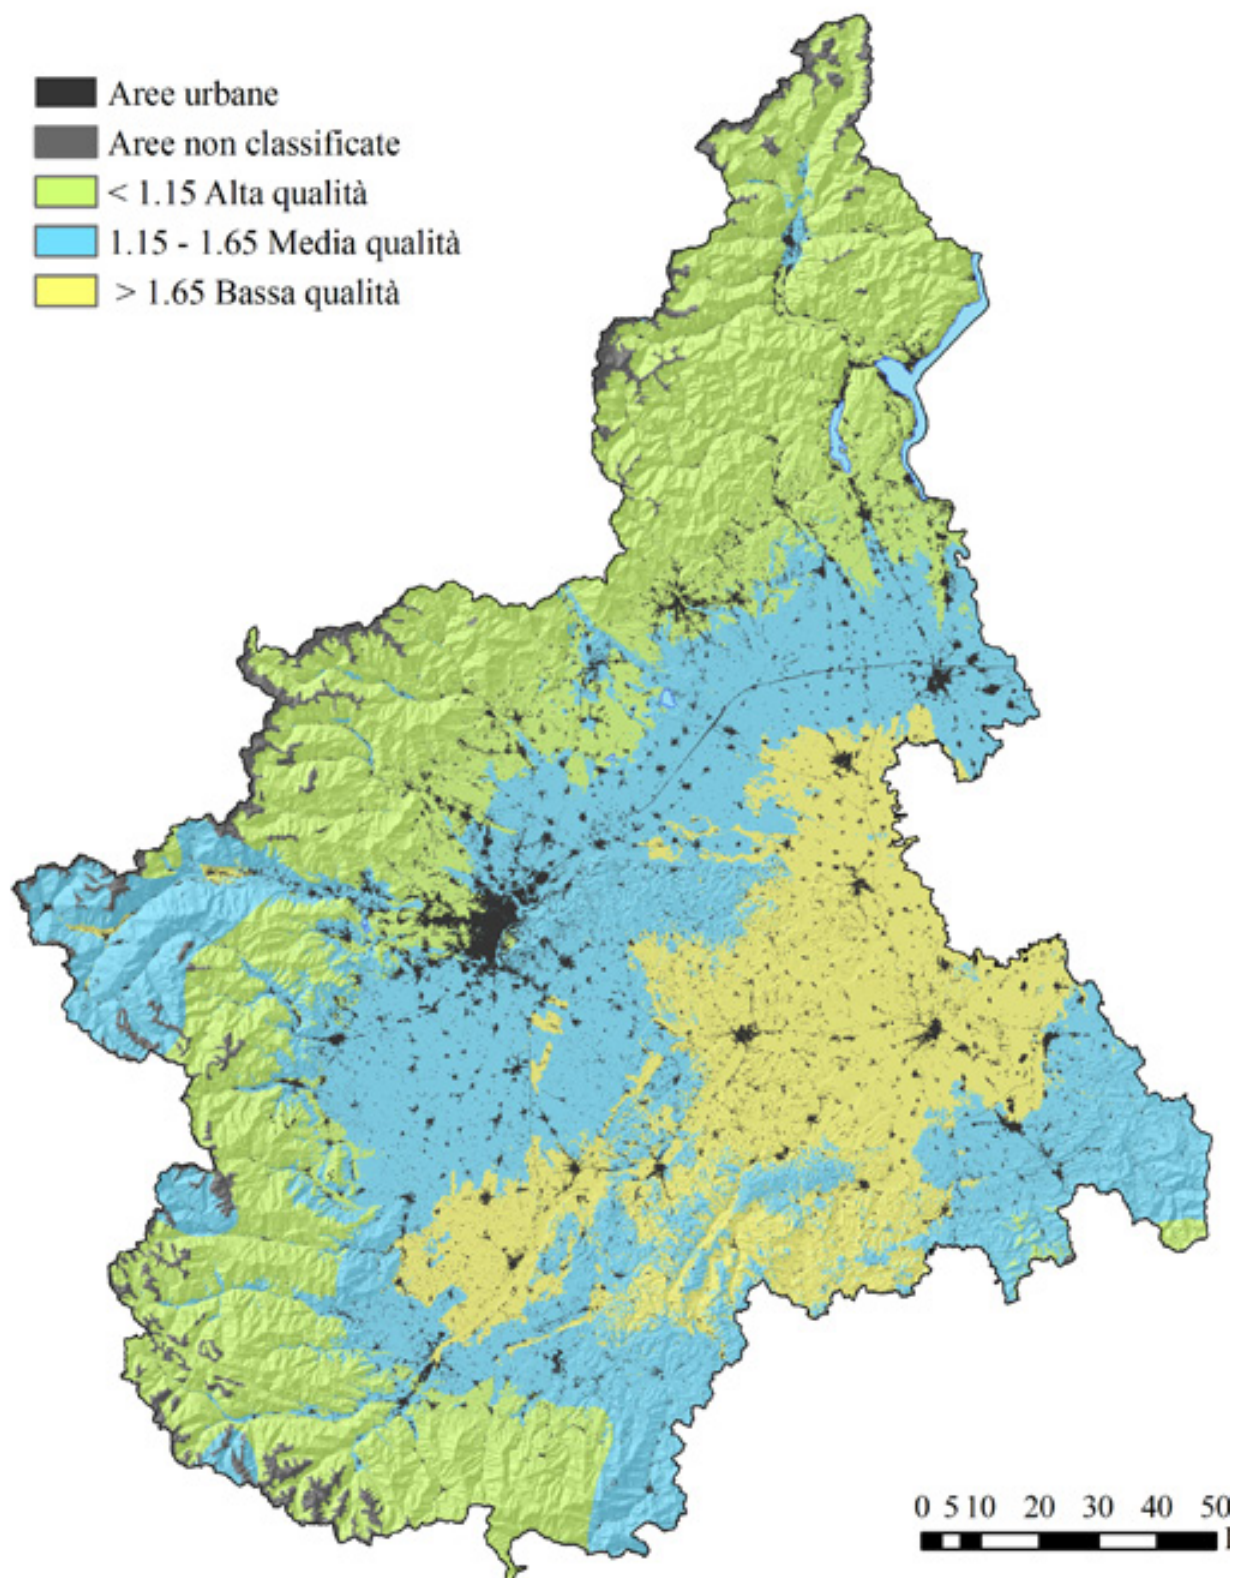 Aree urbane
Aree non classificate
< 1.15 Alta qualità
1.15 - 1.65 Media qualità
> 1.65 Bassa qualità
0 5 10 20 30 40 50